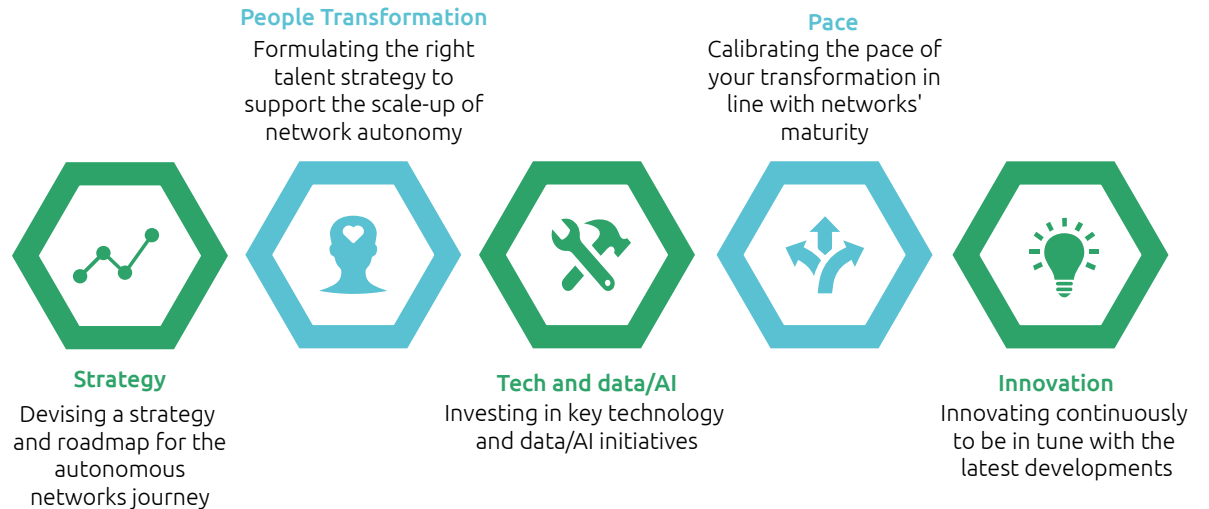 People Transformation
Formulating the right
talent strategy to
support the scale-up of
network autonomy
Pace
Calibrating the pace of
your transformation in
line with networks'
maturity
Strategy
Devising a strategy
and roadmap for the
autonomous
networks journey
Tech and data/AI
Investing in key technology
and data/AI initiatives
Innovation
Innovating continuously
to be in tune with the
latest developments